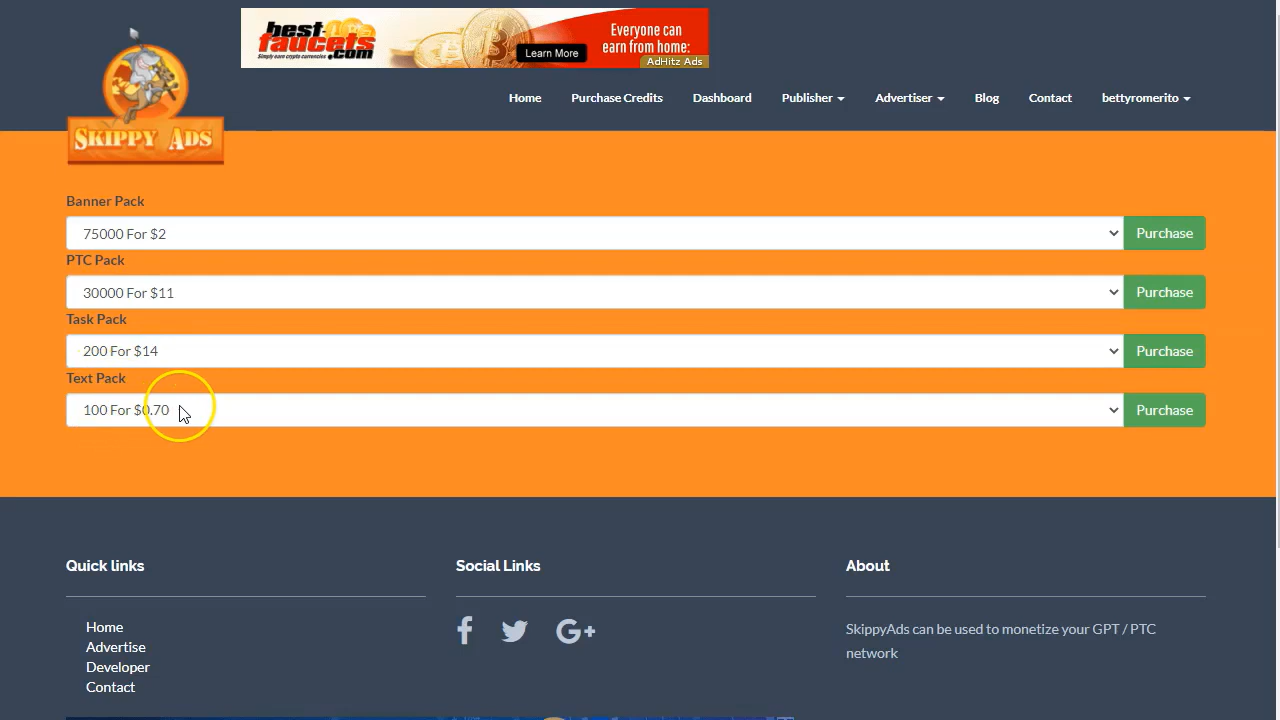 best-faucets.com
Simply earn crypto currencies.
Learn More
Everyone can
earn from home:
AdHitz Ads
SKIPPY ADS
Home
Purchase Credits
Dashboard
Publisher
Advertiser
Blog
Contact
bettyromerito
Banner Pack
75000 For $2
Purchase
PTC Pack
30000 For $11
Purchase
Task Pack
200 For $14
Purchase
Text Pack
100 For $0.70
Purchase
Quick links
Social Links
About
Home
Advertise
Developer
Contact
SkippyAds can be used to monetize your GPT / PTC
network